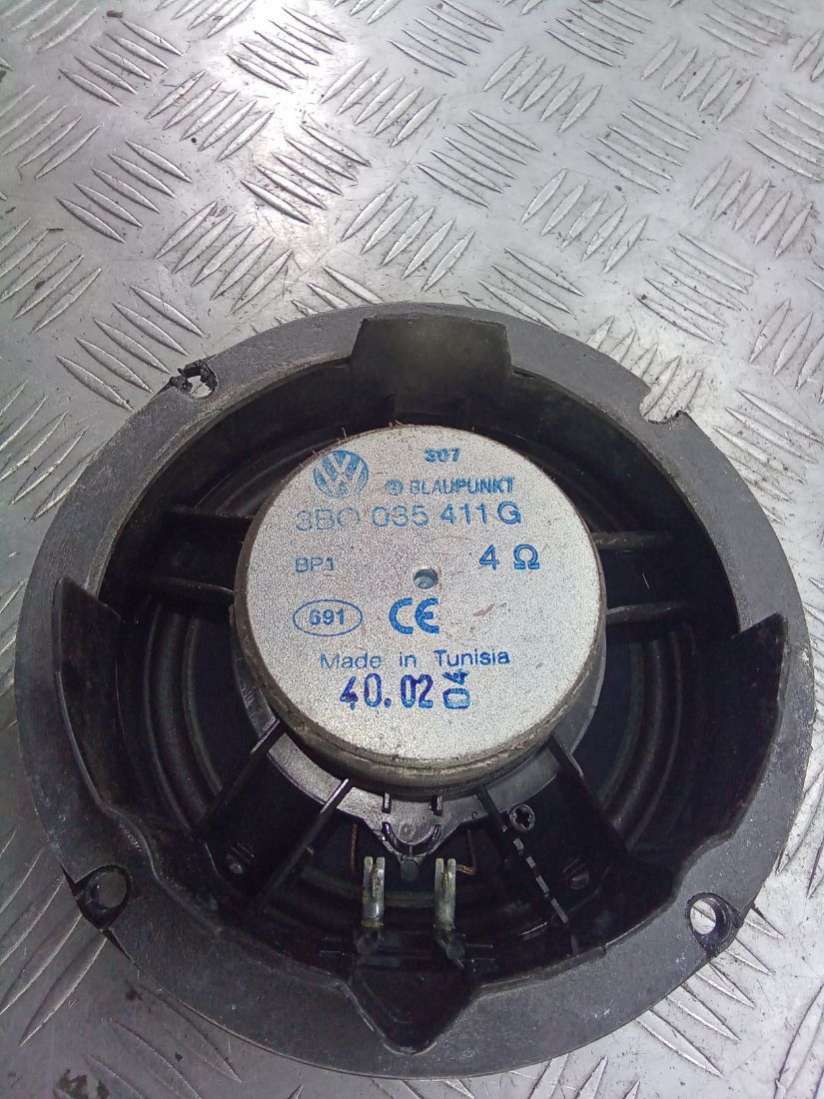 VW 307
BLAUPUNKT
3B0 035 411 G
BP1 4 Ω
691 CE
Made in Tunisia
40.02 04